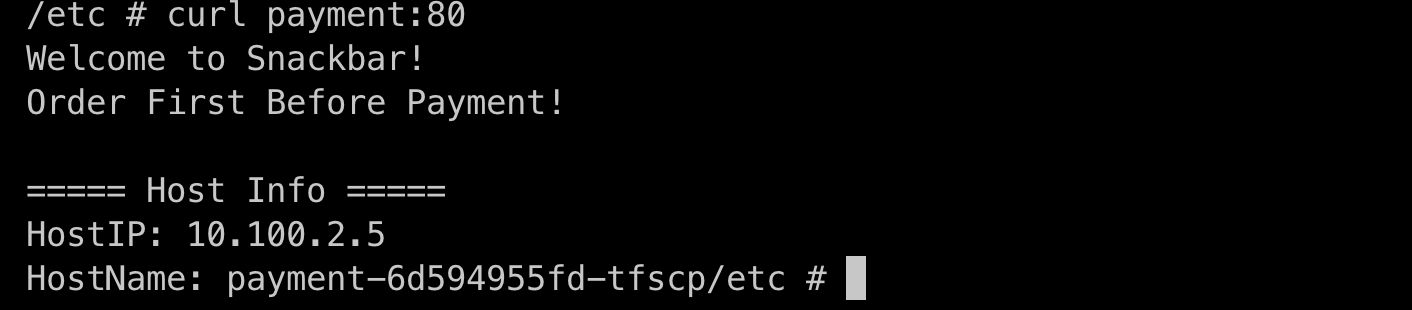 /etc # curl payment:80
Welcome to Snackbar!
Order First Before Payment!
===== Host Info =====
HostIP: 10.100.2.5
HostName: payment-6d594955fd-tfscp/etc #